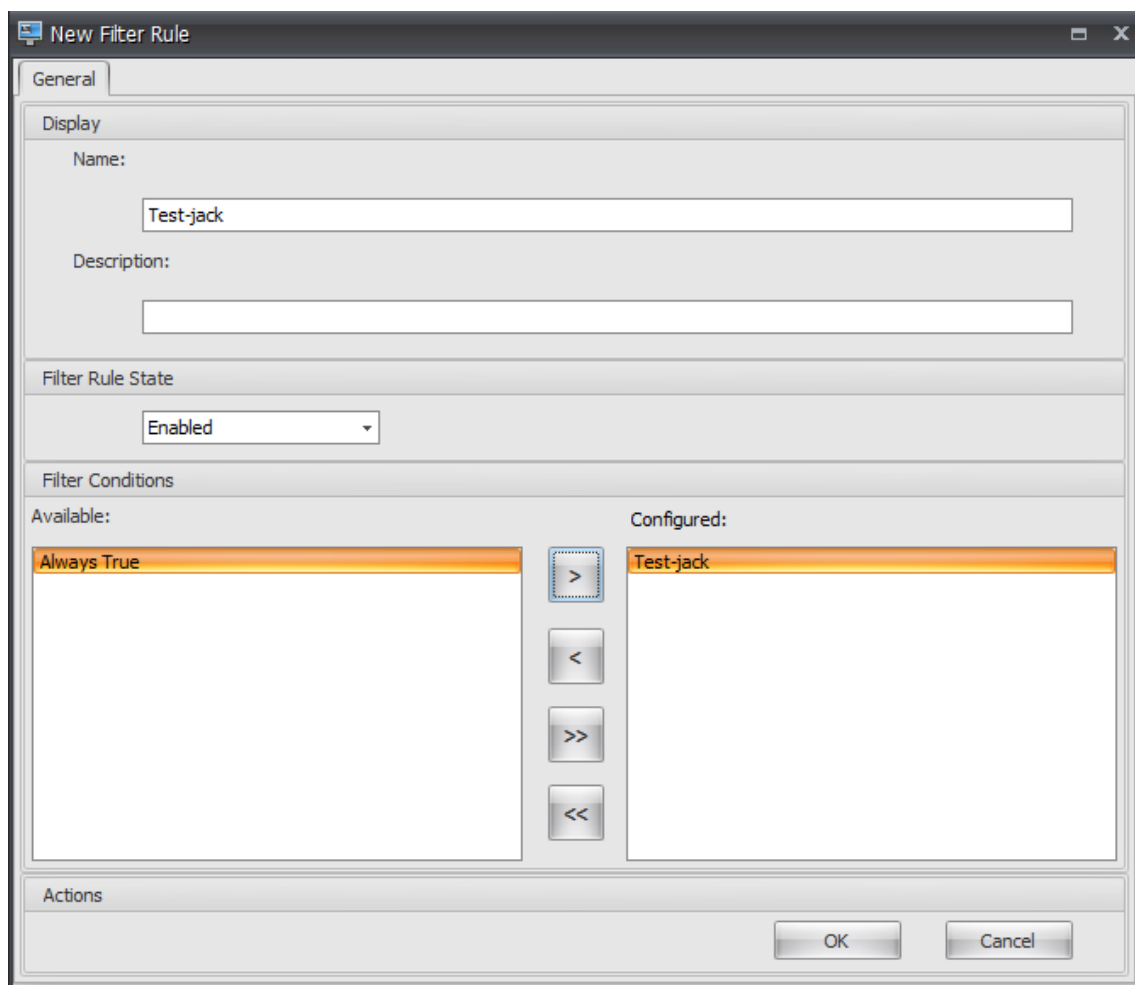 New Filter Rule
General
Display
Name:
Test-jack
Description:
Filter Rule State
Enabled
Filter Conditions
Available:
Configured:
Always True
Test-jack
>
<
>>
<<
Actions
OK
Cancel